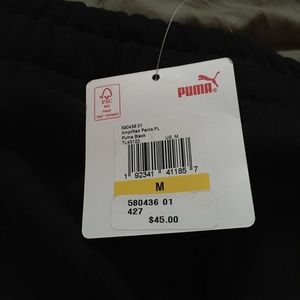 FSC
PUMA
580436 01
Amplified Pants FL
Puma Black
TL43123 US M
1 92341 41185 7
M
580436 01
427
$45.00